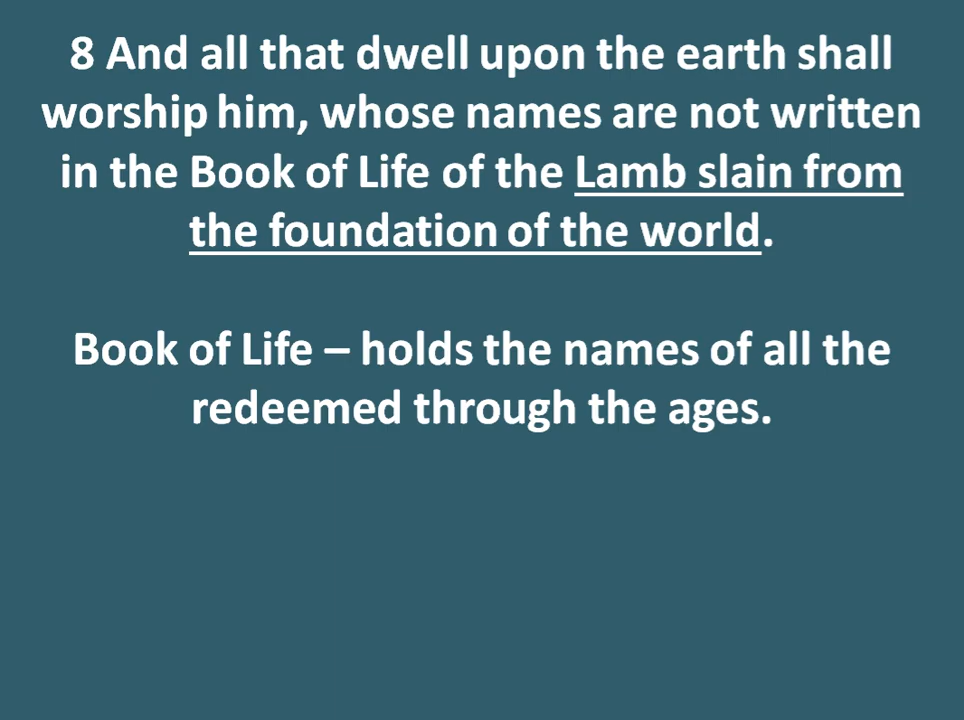 8 And all that dwell upon the earth shall
worship him, whose names are not written
in the Book of Life of the Lamb slain from
the foundation of the world.
Book of Life – holds the names of all the
redeemed through the ages.